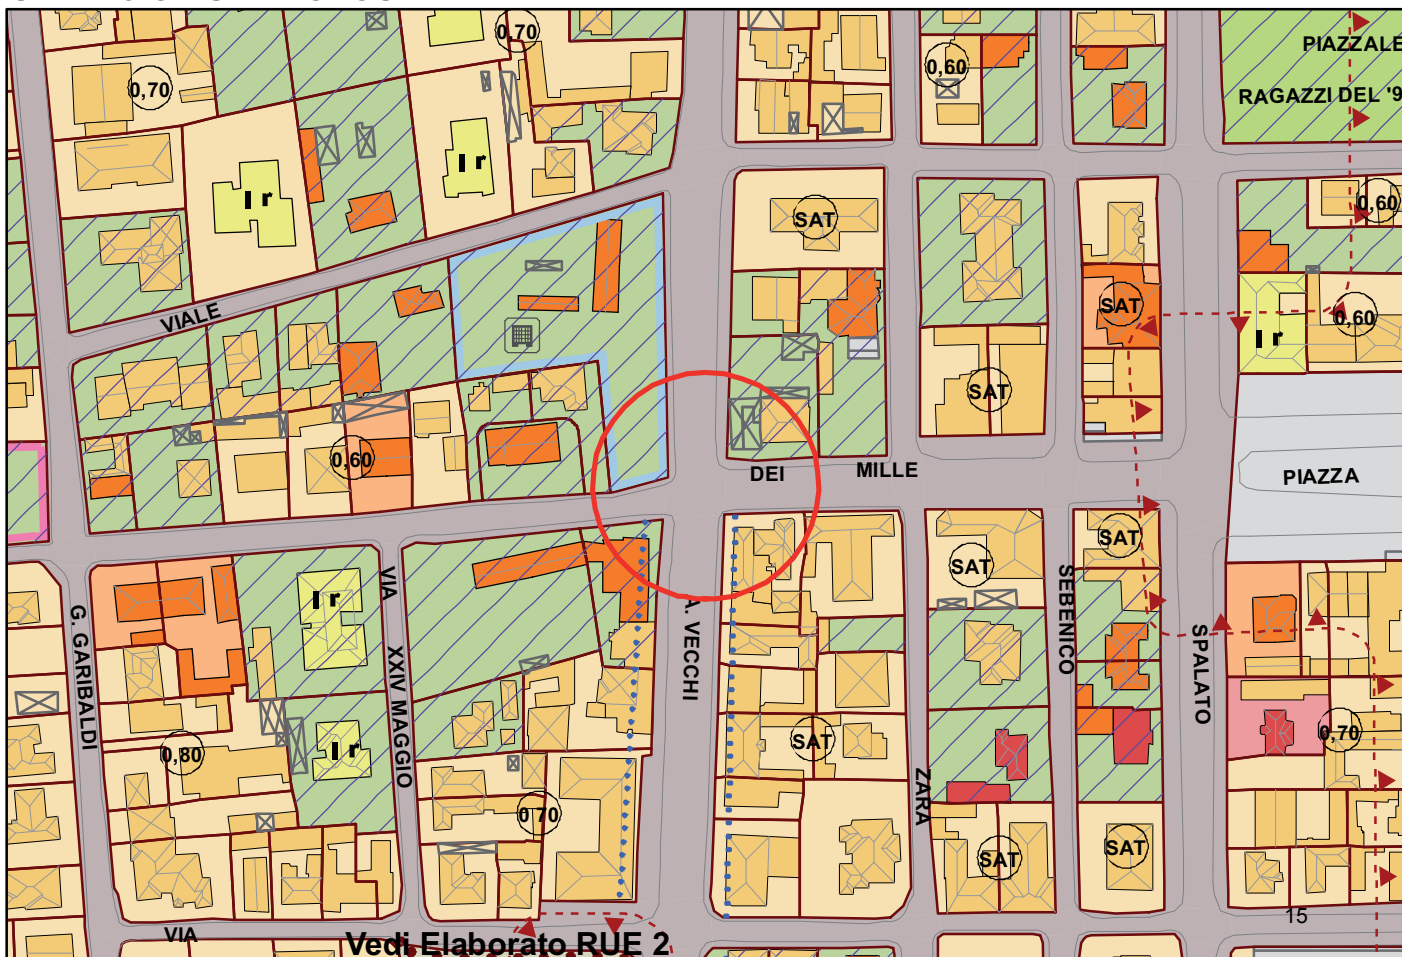 0,70
0,70
0,60
PIAZZALE
RAGAZZI DEL '9
I r
I r
SAT
0,60
VIALE
SAT
0,60
I r
SAT
0,60
DEI MILLE
PIAZZA
SAT
SAT
I r
VIA
G. GARIBALDI
A. VECCHI
SEBENICO
SPALATO
XXIV MAGGIO
0,80
I r
SAT
0,70
ZARA
0,70
SAT
SAT
15
VIA
Vedi Elaborato RUE 2